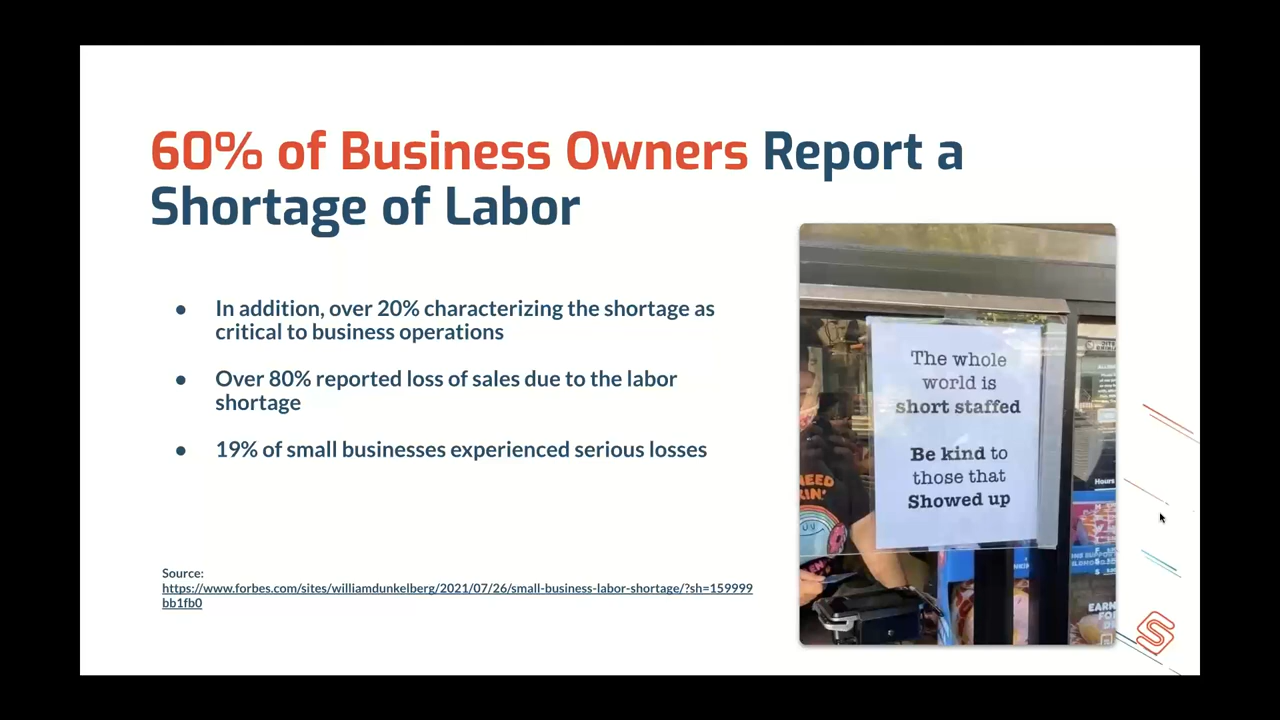 60% of Business Owners Report a
Shortage of Labor
● In addition, over 20% characterizing the shortage as
critical to business operations
● Over 80% reported loss of sales due to the labor
shortage
● 19% of small businesses experienced serious losses
Source:
https://www.forbes.com/sites/williamdunkelberg/2021/07/26/small-business-labor-shortage/?sh=159999
bb1fb0
The whole
world is
short staffed
Be kind to
those that
Showed up
Hours